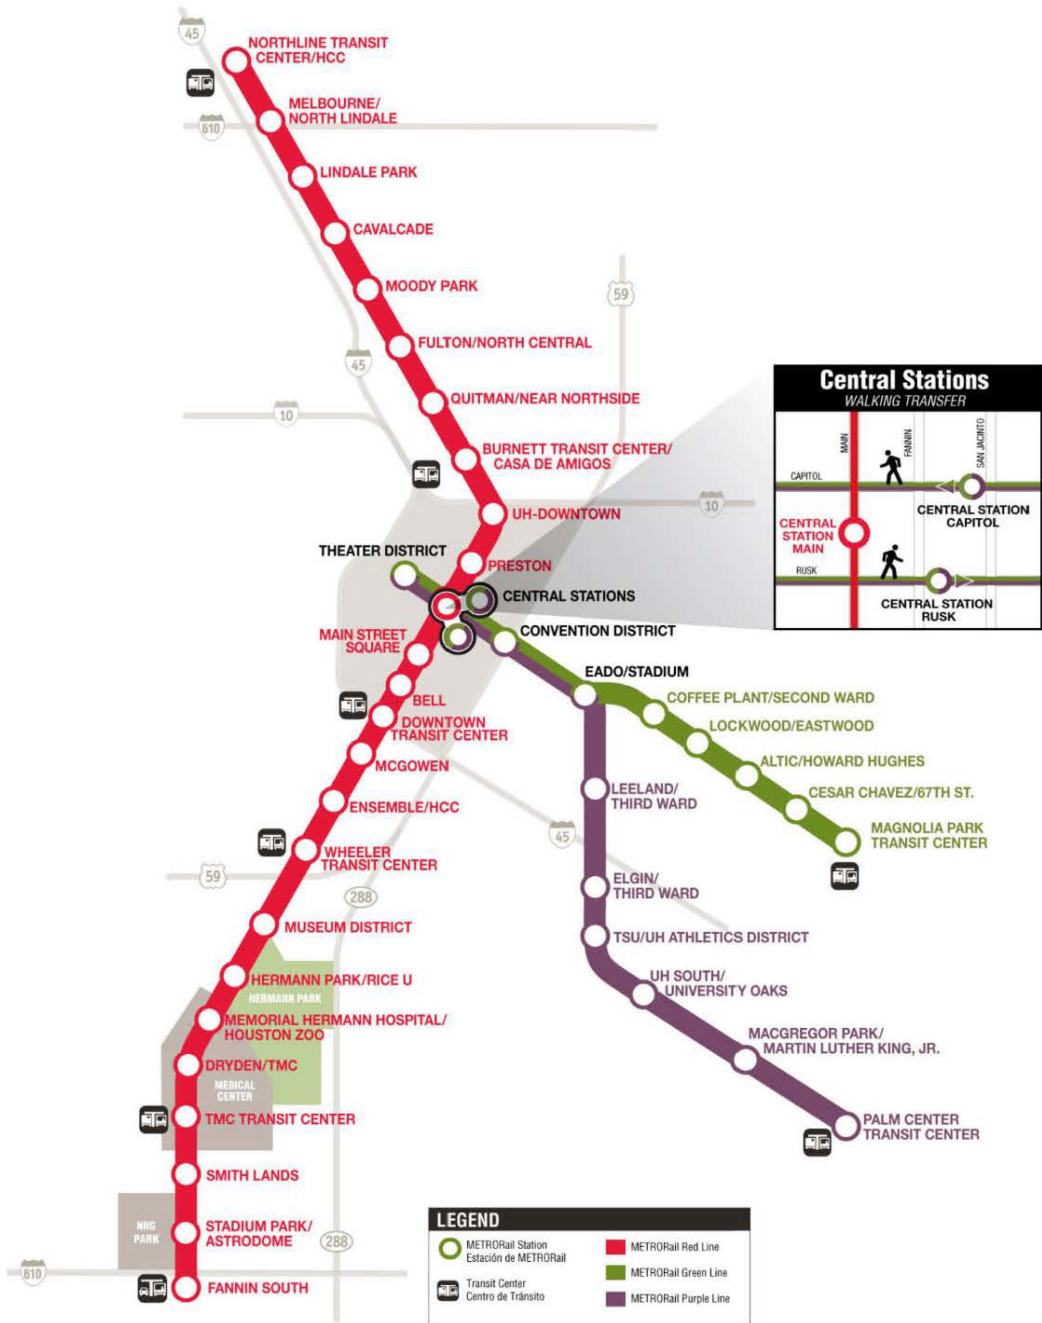 45
NORTHLINE TRANSIT
CENTER/HCC
MELBOURNE/
NORTH LINDALE
610
LINDALE PARK
CAVALCADE
MOODY PARK
59
FULTON/NORTH CENTRAL
45
QUITMAN/NEAR NORTHSIDE
10
BURNETT TRANSIT CENTER/
CASA DE AMIGOS
10
UH-DOWNTOWN
THEATER DISTRICT
PRESTON
CENTRAL STATIONS
CONVENTION DISTRICT
MAIN STREET
SQUARE
EADO/STADIUM
BELL
COFFEE PLANT/SECOND WARD
DOWNTOWN
TRANSIT CENTER
LOCKWOOD/EASTWOOD
MCGOWEN
ALTIC/HOWARD HUGHES
LEELAND/
THIRD WARD
CESAR CHAVEZ/67TH ST.
ENSEMBLE/HCC
45
MAGNOLIA PARK
TRANSIT CENTER
WHEELER
TRANSIT CENTER
59
288
ELGIN/
THIRD WARD
MUSEUM DISTRICT
TSU/UH ATHLETICS DISTRICT
HERMANN PARK/RICE U
HERMANN PARK
UH SOUTH/
UNIVERSITY OAKS
MEMORIAL HERMANN HOSPITAL/
HOUSTON ZOO
MACGREGOR PARK/
MARTIN LUTHER KING, JR.
DRYDEN/TMC
MEDICAL
CENTER
TMC TRANSIT CENTER
PALM CENTER
TRANSIT CENTER
SMITH LANDS
NRG
PARK
STADIUM PARK/
ASTRODOME
288
610
FANNIN SOUTH
Central Stations
WALKING TRANSFER
MAIN
FANNIN
SAN JACINTO
CAPITOL
CENTRAL STATION
CAPITOL
CENTRAL
STATION
MAIN
RUSK
CENTRAL STATION
RUSK
LEGEND
METRORail Station
Estación de METRORail
Transit Center
Centro de Tránsito
METRORail Red Line
METRORail Green Line
METRORail Purple Line